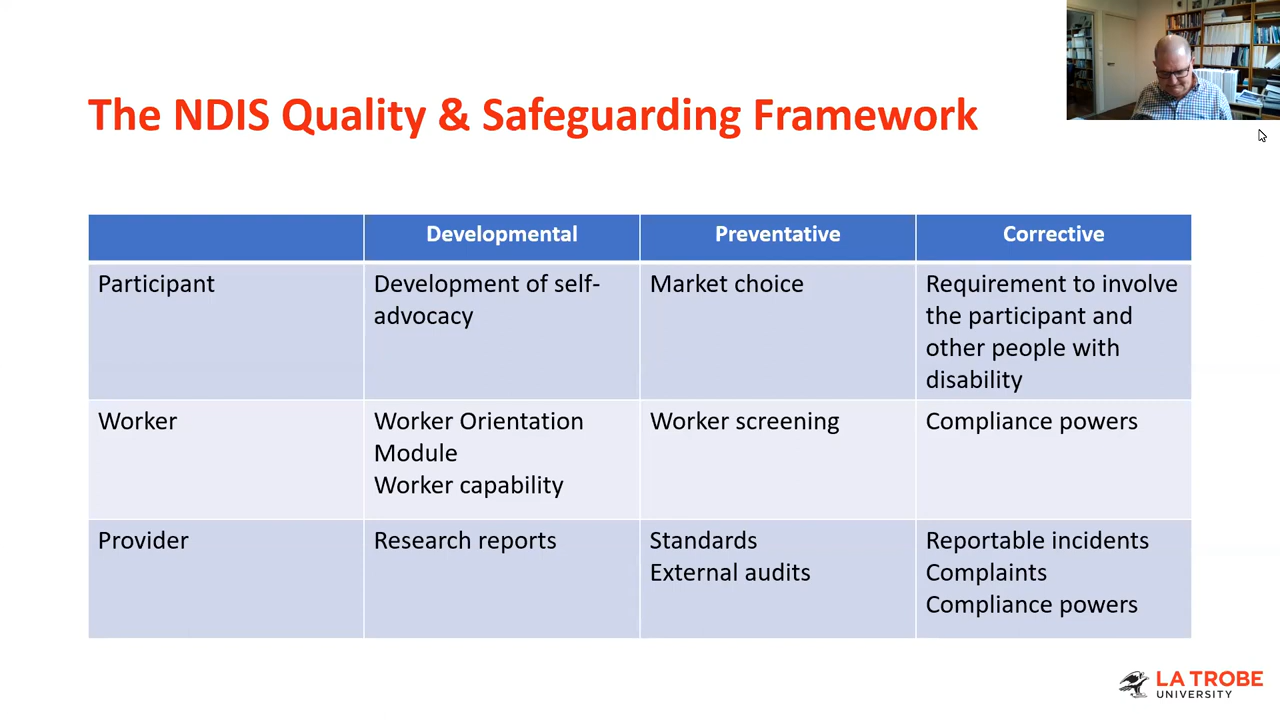 The NDIS Quality & Safeguarding Framework
Developmental
Preventative
Corrective
Participant
Development of self-
advocacy
Market choice
Requirement to involve
the participant and
other people with
disability
Worker
Worker Orientation
Module
Worker capability
Worker screening
Compliance powers
Provider
Research reports
Standards
External audits
Reportable incidents
Complaints
Compliance powers
LA TROBE
UNIVERSITY